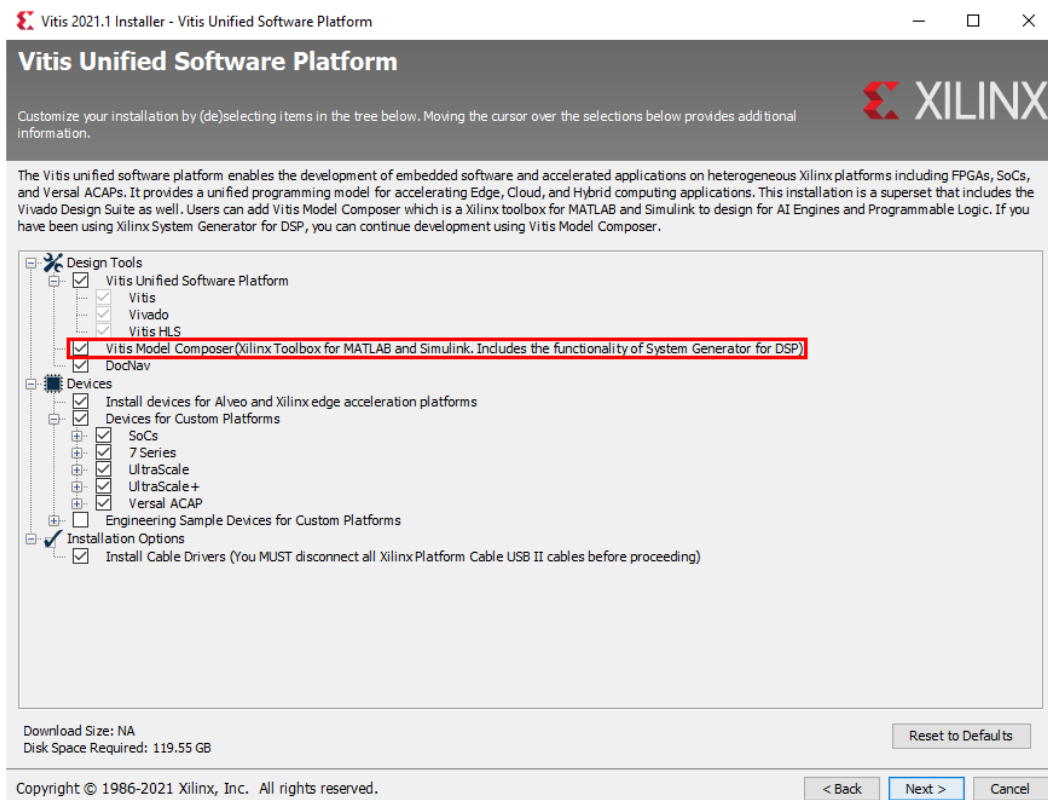 Vitis 2021.1 Installer - Vitis Unified Software Platform
Vitis Unified Software Platform
XILINX
Customize your installation by (de)selecting items in the tree below. Moving the cursor over the selections below provides additional
information.
The Vitis unified software platform enables the development of embedded software and accelerated applications on heterogeneous Xilinx platforms including FPGAs, SoCs,
and Versal ACAPs. It provides a unified programming model for accelerating Edge, Cloud, and Hybrid computing applications. This installation is a superset that includes the
Vivado Design Suite as well. Users can add Vitis Model Composer which is a Xilinx toolbox for MATLAB and Simulink to design for AI Engines and Programmable Logic. If you
have been using Xilinx System Generator for DSP, you can continue development using Vitis Model Composer.
Design Tools
Vitis Unified Software Platform
Vitis
Vivado
Vitis HLS
Vitis Model Composer(Xilinx Toolbox for MATLAB and Simulink. Includes the functionality of System Generator for DSP)
DocNav
Devices
Install devices for Alveo and Xilinx edge acceleration platforms
Devices for Custom Platforms
SoCs
7 Series
UltraScale
UltraScale+
Versal ACAP
Engineering Sample Devices for Custom Platforms
Installation Options
Install Cable Drivers (You MUST disconnect all Xilinx Platform Cable USB II cables before proceeding)
Download Size: NA
Disk Space Required: 119.55 GB
Reset to Defaults
Copyright © 1986-2021 Xilinx, Inc. All rights reserved.
< Back
Next >
Cancel